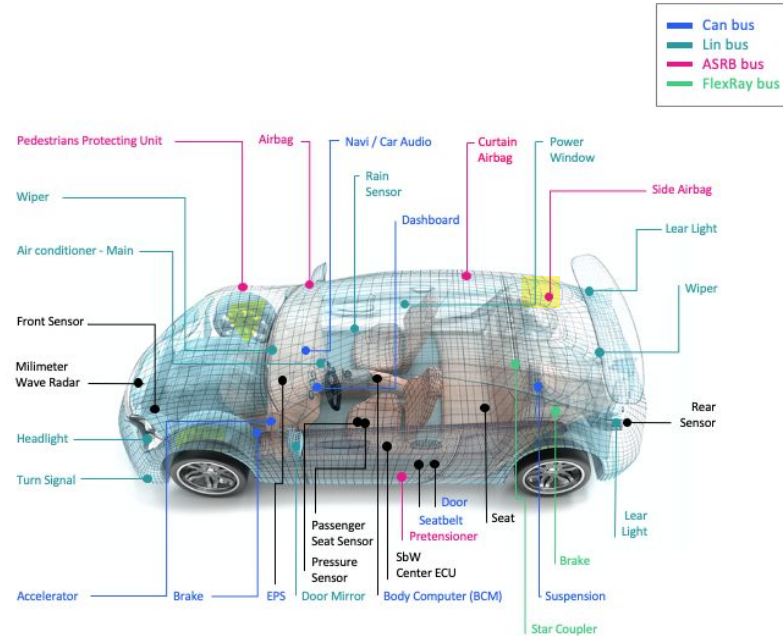 Can bus
Lin bus
ASRB bus
FlexRay bus
Pedestrians Protecting Unit
Airbag
Navi / Car Audio
Curtain
Airbag
Power
Window
Rain
Sensor
Side Airbag
Wiper
Dashboard
Lear Light
Air conditioner - Main
Wiper
Front Sensor
Milimeter
Wave Radar
Rear
Sensor
Headlight
Turn Signal
Door
Seatbelt
Pretensioner
Seat
Lear
Light
Passenger
Seat Sensor
Pressure
Sensor
SbW
Center ECU
Brake
Accelerator
Brake
EPS
Door Mirror
Body Computer (BCM)
Suspension
Star Coupler